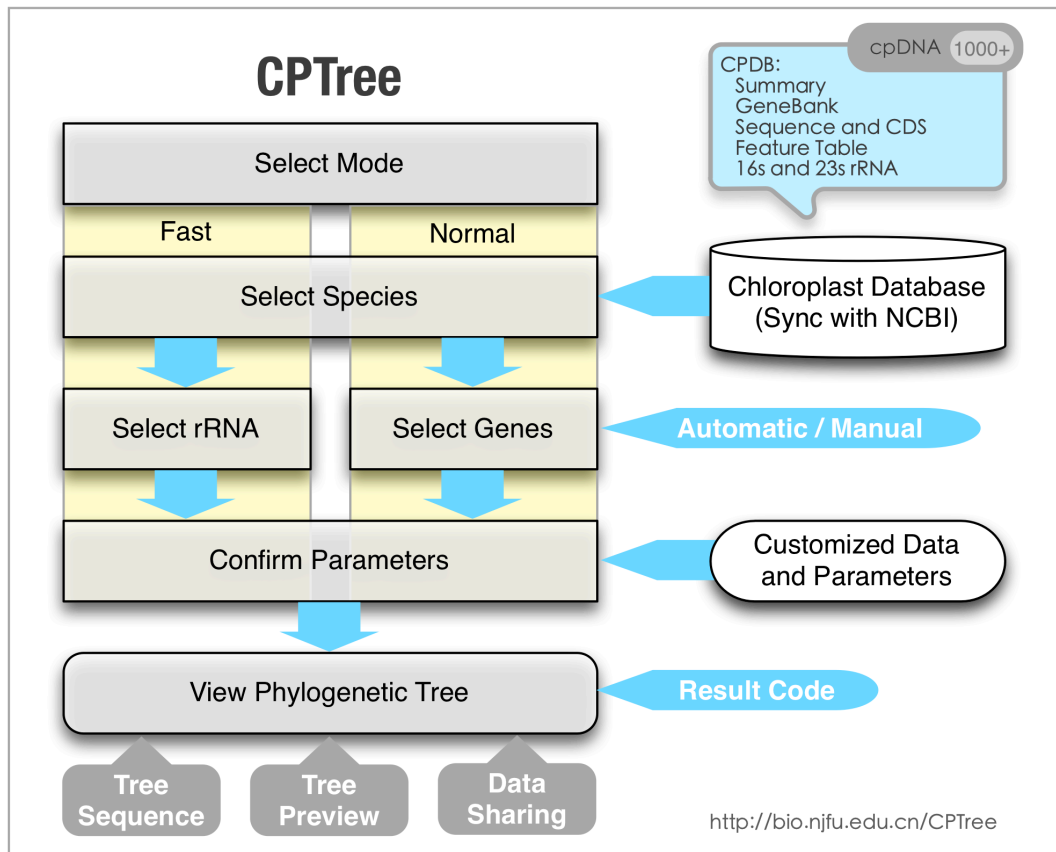 CPTree
cpDNA 1000+
CPDB:
Summary
GeneBank
Sequence and CDS
Feature Table
16s and 23s rRNA
Select Mode
Fast
Normal
Select Species
Chloroplast Database
(Sync with NCBI)
Select rRNA
Select Genes
Automatic / Manual
Confirm Parameters
Customized Data
and Parameters
View Phylogenetic Tree
Result Code
Tree
Sequence
Tree
Preview
Data
Sharing
http://bio.njfu.edu.cn/CPTree